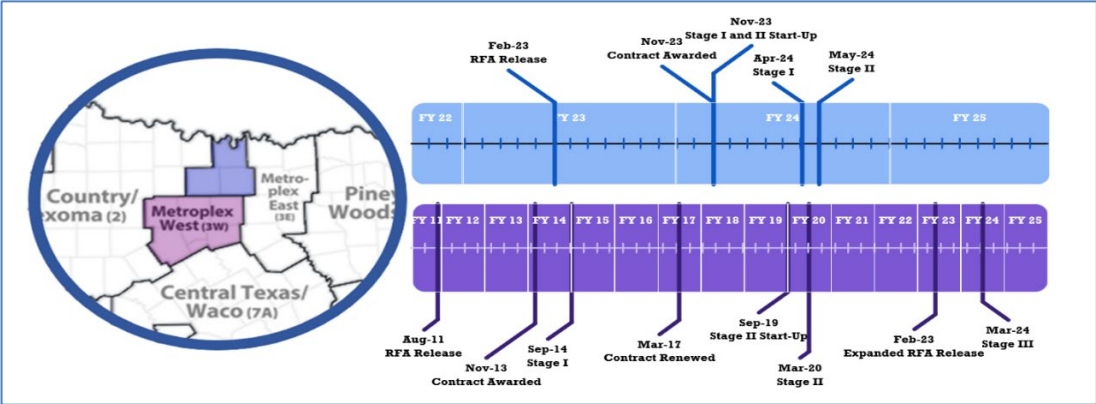 Country/
exoma (2)
Metro-
plex
East
(3E)
Piney
Woods
Metroplex
West (3W)
Central Texas/
Waco (7A)
Feb-23
RFA Release
Nov-23
Contract Awarded
Nov-23
Stage I and II Start-Up
Apr-24
Stage I
May-24
Stage II
FY 22
FY 23
FY 24
FY 25
FY 11
FY 12
FY 13
FY 14
FY 15
FY 16
FY 17
FY 18
FY 19
FY 20
FY 21
FY 22
FY 23
FY 24
FY 25
Aug-11
RFA Release
Nov-13
Contract Awarded
Sep-14
Stage I
Mar-17
Contract Renewed
Sep-19
Stage II Start-Up
Mar-20
Stage II
Feb-23
Expanded RFA Release
Mar-24
Stage III